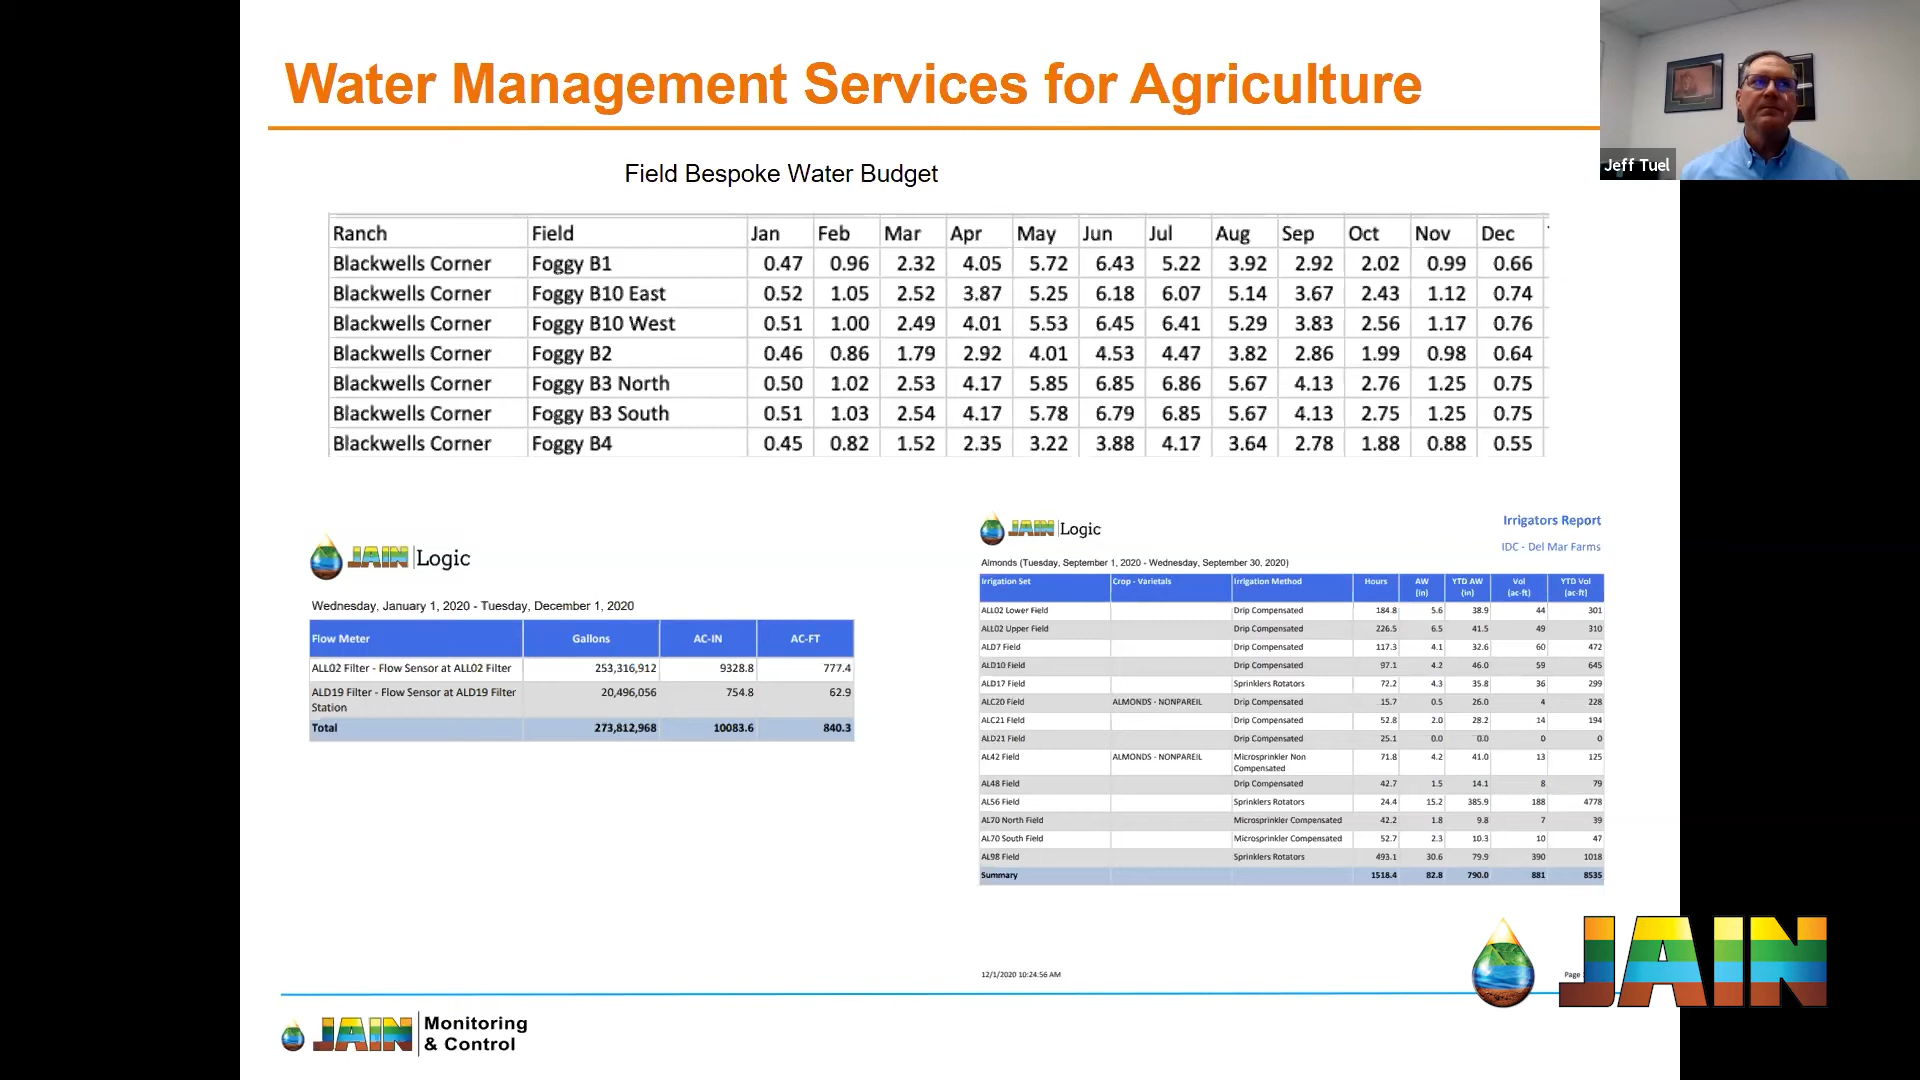 Water Management Services for Agriculture
Jeff Tuel
Field Bespoke Water Budget
Ranch Field Jan Feb Mar Apr May Jun Jul Aug Sep Oct Nov Dec
Blackwells Corner Foggy B1 0.47 0.96 2.32 4.05 5.72 6.43 5.22 3.92 2.92 2.02 0.99 0.66
Blackwells Corner Foggy B10 East 0.52 1.05 2.52 3.87 5.25 6.18 6.07 5.14 3.67 2.43 1.12 0.74
Blackwells Corner Foggy B10 West 0.51 1.00 2.49 4.01 5.53 6.45 6.41 5.29 3.83 2.56 1.17 0.76
Blackwells Corner Foggy B2 0.46 0.86 1.79 2.92 4.01 4.53 4.47 3.82 2.86 1.99 0.98 0.64
Blackwells Corner Foggy B3 North 0.50 1.02 2.53 4.17 5.85 6.85 6.86 5.67 4.13 2.76 1.25 0.75
Blackwells Corner Foggy B3 South 0.51 1.03 2.54 4.17 5.78 6.79 6.85 5.67 4.13 2.75 1.25 0.75
Blackwells Corner Foggy B4 0.45 0.82 1.52 2.35 3.22 3.88 4.17 3.64 2.78 1.88 0.88 0.55
JAIN Logic
Wednesday, January 1, 2020 - Tuesday, December 1, 2020
Flow Meter Gallons AC-IN AC-FT
ALL02 Filter - Flow Sensor at ALL02 Filter 253,316,912 9328.8 777.4
ALD19 Filter - Flow Sensor at ALD19 Filter 20,496,056 754.8 62.9
Station
Total 273,812,968 10083.6 840.3
JAIN Logic
Irrigators Report
IDC - Del Mar Farms
Almonds (Tuesday, September 1, 2020 - Wednesday, September 30, 2020)
Irrigation Set Crop - Varietals Irrigation Method Hours AW YTD AW Vol YTD Vol
(in) (in) (ac-ft) (ac-ft)
ALL02 Lower Field Drip Compensated 184.8 5.6 38.9 44 301
ALL02 Upper Field Drip Compensated 226.5 6.5 41.5 49 310
ALD7 Field Drip Compensated 117.3 4.1 32.6 60 472
ALD10 Field Drip Compensated 97.1 4.2 46.0 59 645
ALD17 Field Sprinklers Rotators 72.2 4.3 35.8 36 299
ALC20 Field ALMONDS - NONPAREIL Drip Compensated 15.7 0.5 26.0 4 228
ALC21 Field Drip Compensated 52.8 2.0 28.2 14 194
ALD21 Field Drip Compensated 25.1 0.0 0.0 0 0
AL42 Field ALMONDS - NONPAREIL Microsprinkler Non 71.8 4.2 41.0 13 125
Compensated
AL48 Field Drip Compensated 42.7 1.5 14.1 8 79
AL56 Field Sprinklers Rotators 24.4 15.2 385.9 188 4778
AL70 North Field Microsprinkler Compensated 42.2 1.8 9.8 7 39
AL70 South Field Microsprinkler Compensated 52.7 2.3 10.3 10 47
AL98 Field Sprinklers Rotators 493.1 30.6 79.9 390 1018
Summary 1518.4 82.8 790.0 881 8535
12/1/2020 10:24:56 AM
Page
JAIN
JAIN Monitoring
& Control